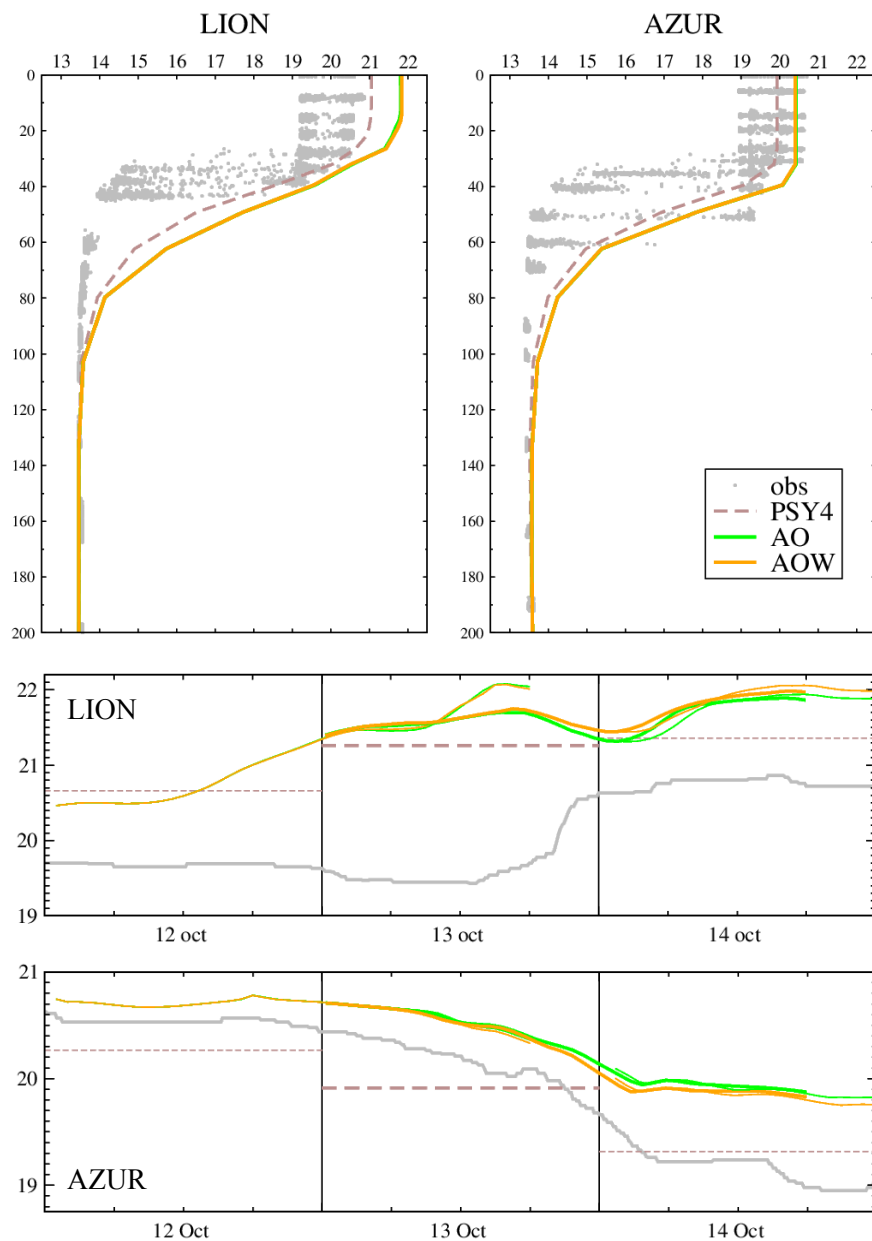 LION AZUR
13 14 15 16 17 18 19 20 21 22 13 14 15 16 17 18 19 20 21 22
0 0
20 20
40 40
60 60
80 80
100 100
120 120
140 140
160 160
180 180
200 200
obs
PSY4
AO
AOW
22
LION
21
20
19
12 oct 13 oct 14 oct
21
20
19
AZUR
12 Oct 13 Oct 14 Oct